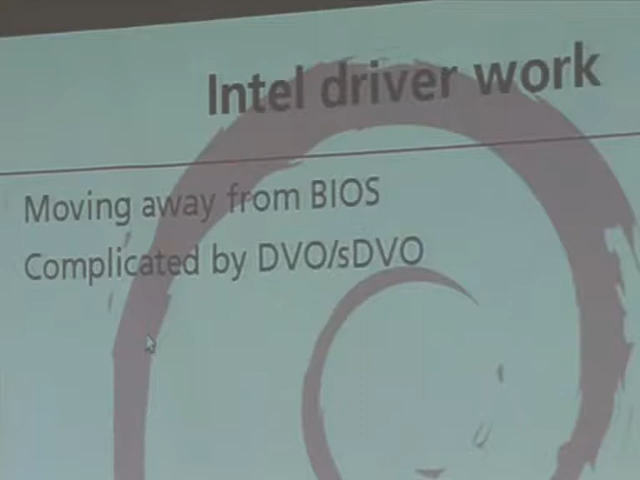 Intel driver work
Moving away from BIOS
Complicated by DVO/sDVO